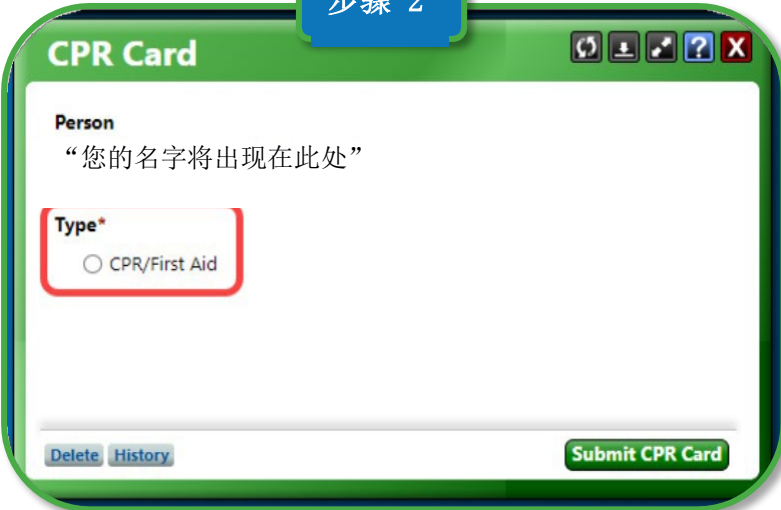 步骤 2
CPR Card
Person
“您的名字将出现在此处”
Type*
CPR/First Aid
Delete History
Submit CPR Card